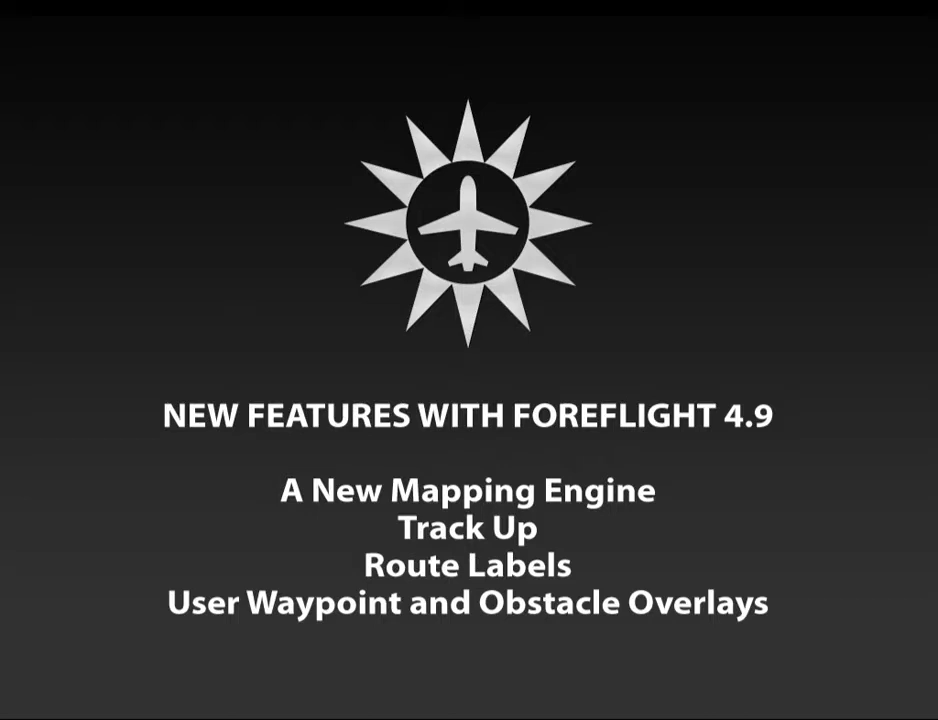 NEW FEATURES WITH FOREFLIGHT 4.9
A New Mapping Engine
Track Up
Route Labels
User Waypoint and Obstacle Overlays